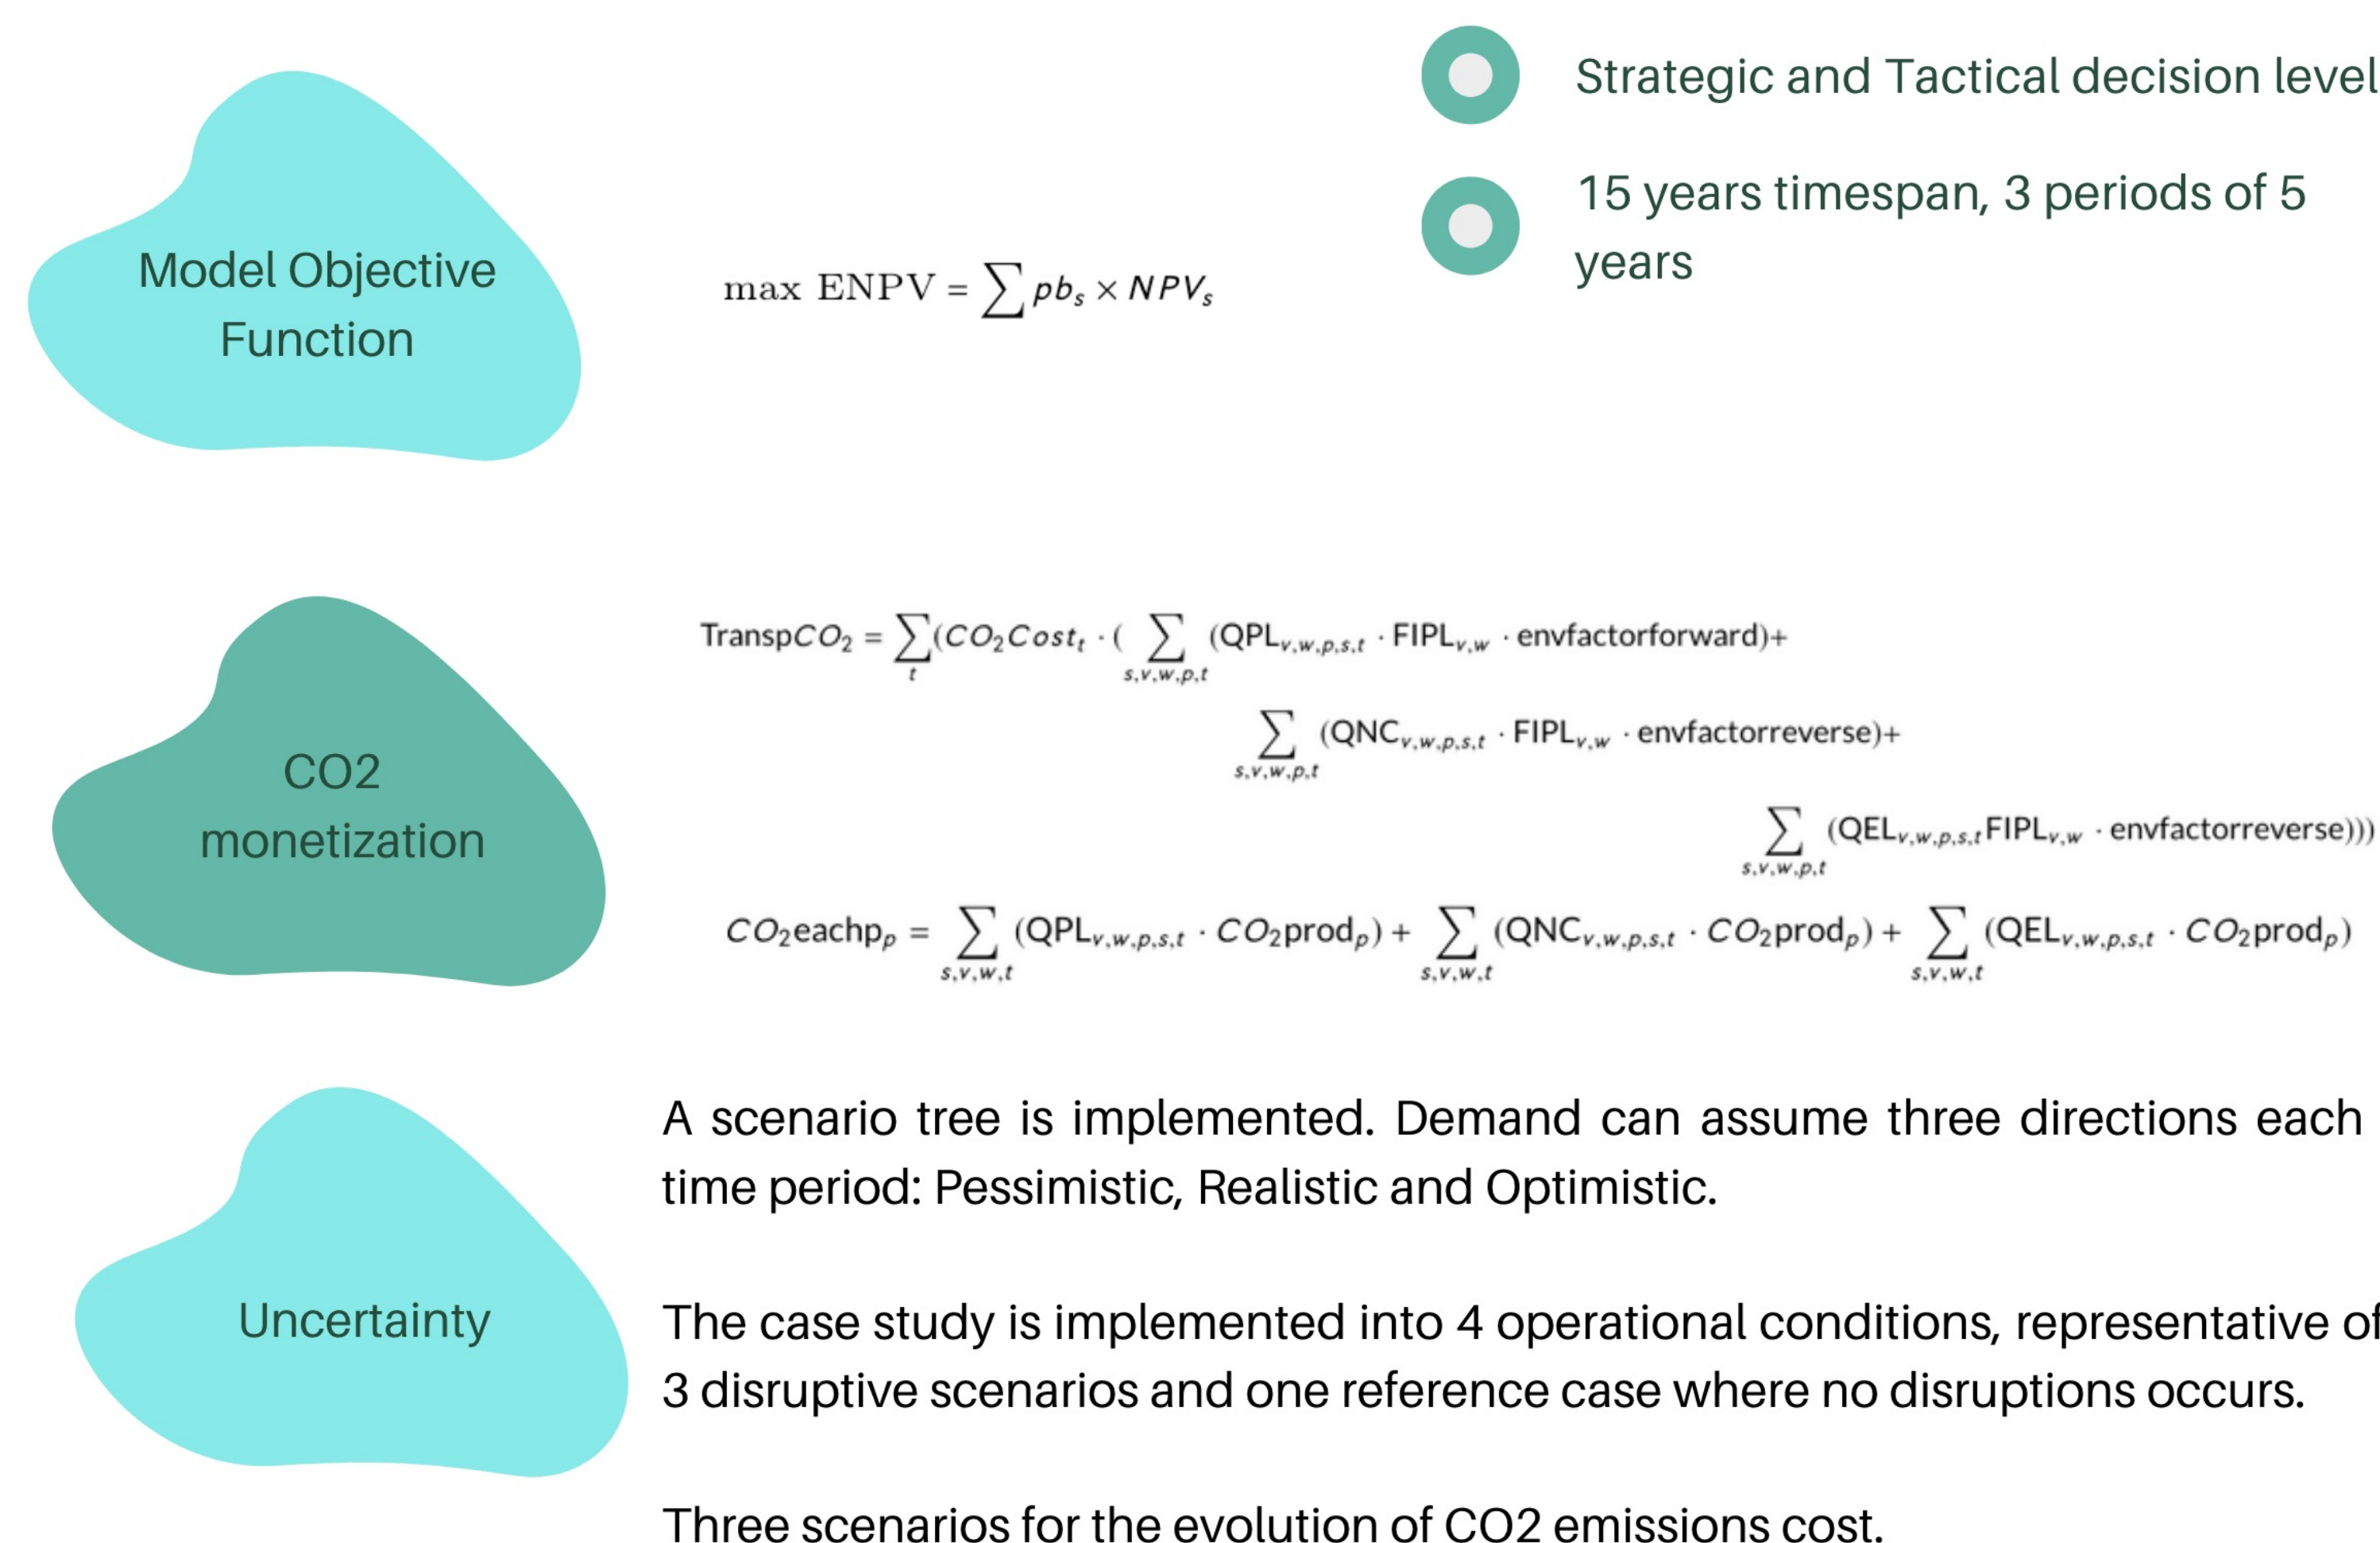 Strategic and Tactical decision level
15 years timespan, 3 periods of 5
years
Model Objective
Function
max ENPV = ∑ pb_s × NPV_s
CO2
monetization
TranspCO₂ = ∑_t (CO₂Cost_t · ( ∑_{s,v,w,p,t} (QPL_{v,w,p,s,t} · FIPL_{v,w} · envfactorforward)+
∑_{s,v,w,p,t} (QNC_{v,w,p,s,t} · FIPL_{v,w} · envfactorreverse)+
∑_{s,v,w,p,t} (QEL_{v,w,p,s,t} FIPL_{v,w} · envfactorreverse)))
CO₂eachp_p = ∑_{s,v,w,t} (QPL_{v,w,p,s,t} · CO₂prod_p) + ∑_{s,v,w,t} (QNC_{v,w,p,s,t} · CO₂prod_p) + ∑_{s,v,w,t} (QEL_{v,w,p,s,t} · CO₂prod_p)
Uncertainty
A scenario tree is implemented. Demand can assume three directions each
time period: Pessimistic, Realistic and Optimistic.
The case study is implemented into 4 operational conditions, representative of
3 disruptive scenarios and one reference case where no disruptions occurs.
Three scenarios for the evolution of CO2 emissions cost.